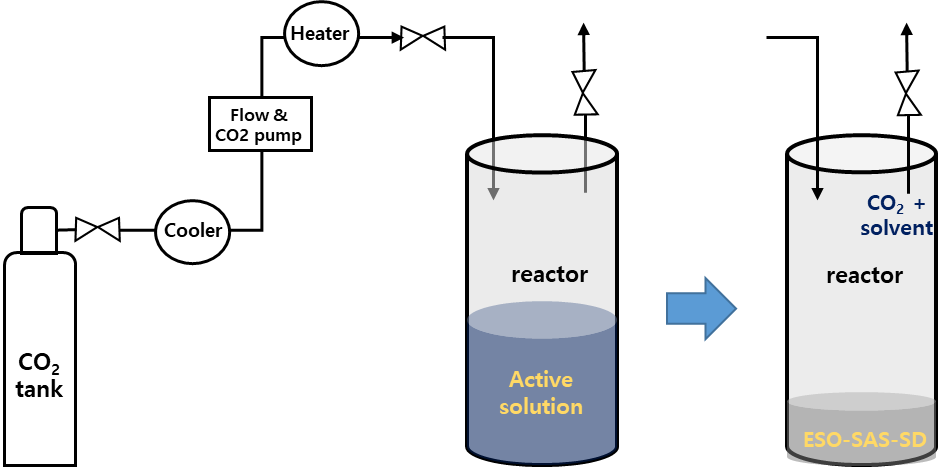 Heater
Flow &
CO2 pump
Cooler
CO₂
tank
reactor
Active
solution
CO₂ +
solvent
reactor
ESO-SAS-SD